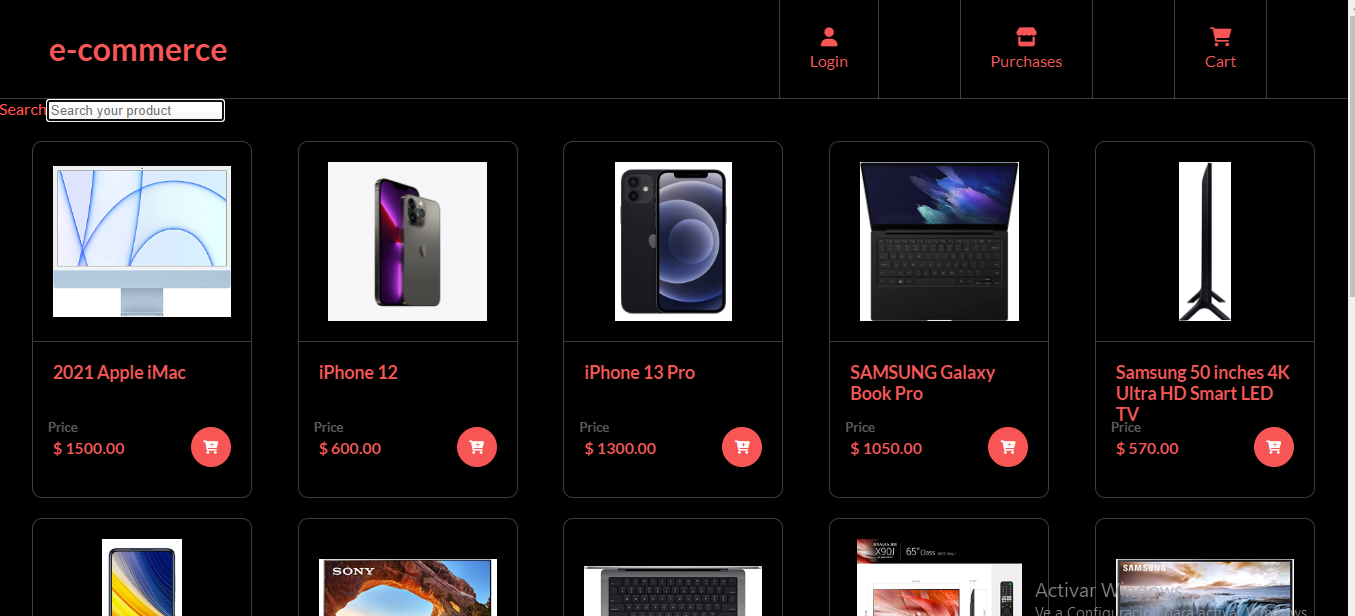 e-commerce
Login
Purchases
Cart
Search
Search your product
2021 Apple iMac
Price
$ 1500.00
iPhone 12
Price
$ 600.00
iPhone 13 Pro
Price
$ 1300.00
SAMSUNG Galaxy
Book Pro
Price
$ 1050.00
Samsung 50 inches 4K
Ultra HD Smart LED
TV
Price
$ 570.00
SONY
X90J
65" Class
SAMSUNG
Activar Windows
Ve a Configuración para activar Windows